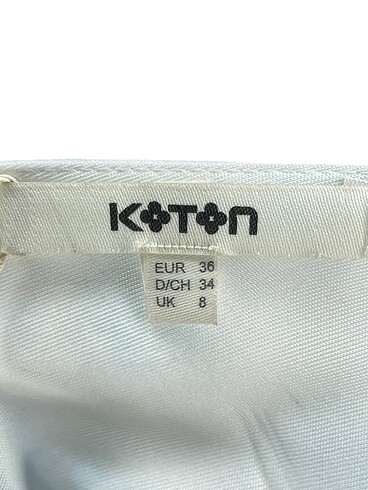 KOTON
EUR 36
D/CH 34
UK 8